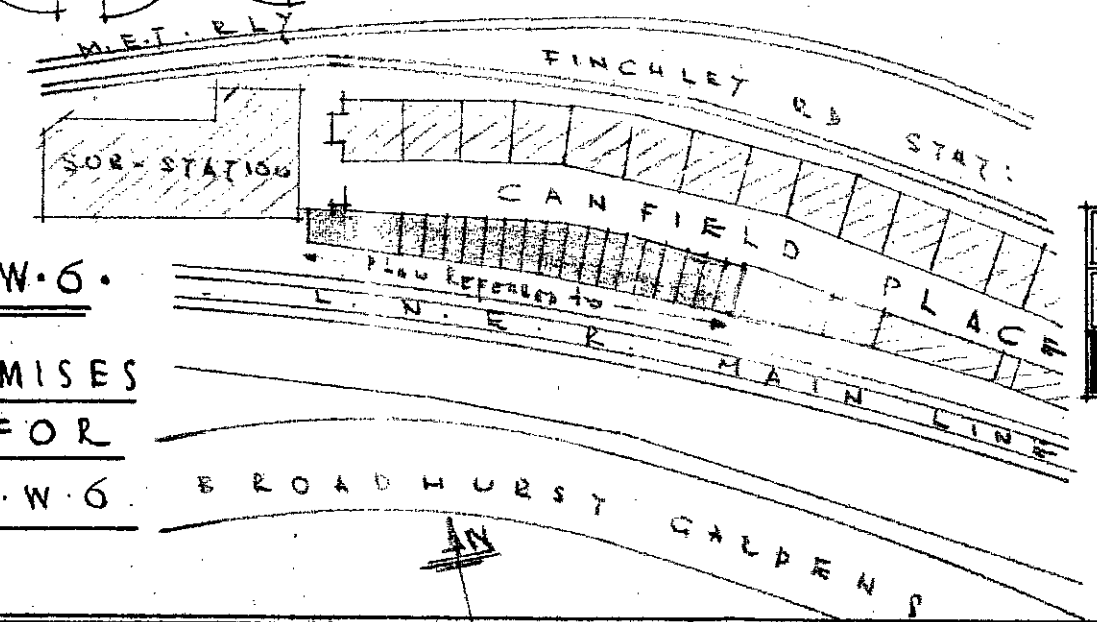 M.E.T. RLY
FINCHLEY RD STAT:
SUB-STATION
CANFIELD PLACE
W.6.
Plan Referred to
L.N.E.R. MAIN LINE
MISES
FOR
.W.6.
BROADHURST GARDENS
N